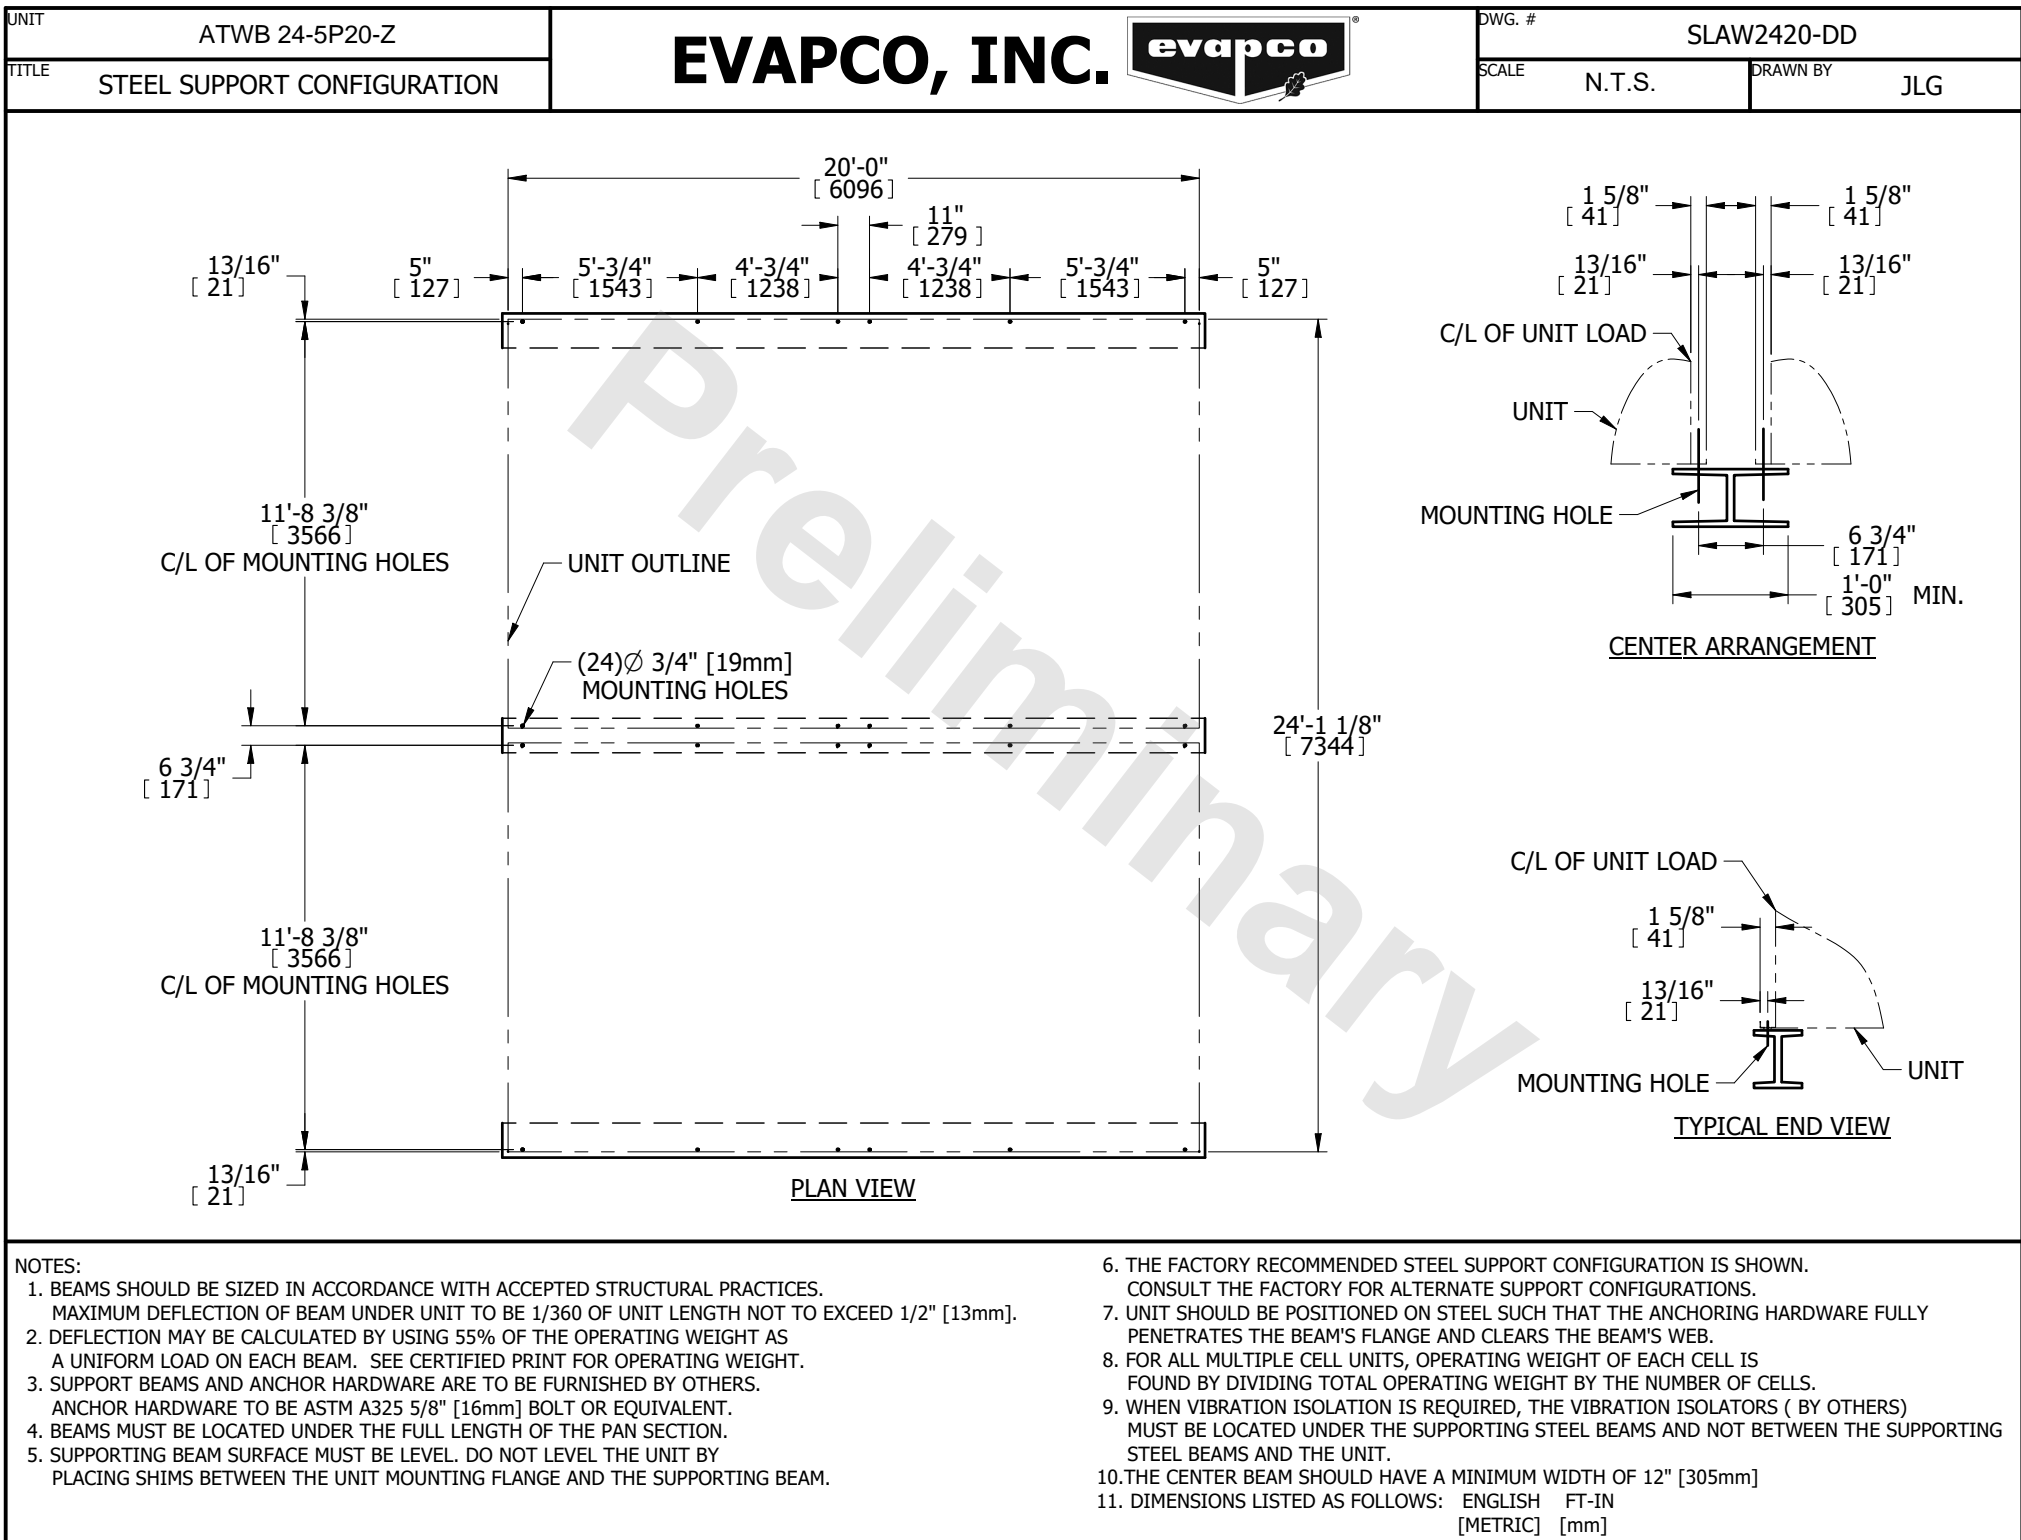 UNIT
ATWB 24-5P20-Z
TITLE
STEEL SUPPORT CONFIGURATION
EVAPCO, INC.
evapco
®
DWG. #
SLAW2420-DD
SCALE
N.T.S.
DRAWN BY
JLG
20'-0"
[ 6096 ]
11"
[ 279 ]
13/16"
[ 21 ]
5"
[ 127 ]
5'-3/4"
[ 1543 ]
4'-3/4"
[ 1238 ]
4'-3/4"
[ 1238 ]
5'-3/4"
[ 1543 ]
5"
[ 127 ]
11'-8 3/8"
[ 3566 ]
C/L OF MOUNTING HOLES
UNIT OUTLINE
(24)Ø 3/4" [19mm]
MOUNTING HOLES
6 3/4"
[ 171 ]
24'-1 1/8"
[ 7344 ]
11'-8 3/8"
[ 3566 ]
C/L OF MOUNTING HOLES
13/16"
[ 21 ]
PLAN VIEW
Preliminary
1 5/8"
[ 41 ]
1 5/8"
[ 41 ]
13/16"
[ 21 ]
13/16"
[ 21 ]
C/L OF UNIT LOAD
UNIT
MOUNTING HOLE
6 3/4"
[ 171 ]
1'-0"
[ 305 ]
MIN.
CENTER ARRANGEMENT
C/L OF UNIT LOAD
1 5/8"
[ 41 ]
13/16"
[ 21 ]
MOUNTING HOLE
UNIT
TYPICAL END VIEW
NOTES:
1. BEAMS SHOULD BE SIZED IN ACCORDANCE WITH ACCEPTED STRUCTURAL PRACTICES.
MAXIMUM DEFLECTION OF BEAM UNDER UNIT TO BE 1/360 OF UNIT LENGTH NOT TO EXCEED 1/2" [13mm].
2. DEFLECTION MAY BE CALCULATED BY USING 55% OF THE OPERATING WEIGHT AS
A UNIFORM LOAD ON EACH BEAM. SEE CERTIFIED PRINT FOR OPERATING WEIGHT.
3. SUPPORT BEAMS AND ANCHOR HARDWARE ARE TO BE FURNISHED BY OTHERS.
ANCHOR HARDWARE TO BE ASTM A325 5/8" [16mm] BOLT OR EQUIVALENT.
4. BEAMS MUST BE LOCATED UNDER THE FULL LENGTH OF THE PAN SECTION.
5. SUPPORTING BEAM SURFACE MUST BE LEVEL. DO NOT LEVEL THE UNIT BY
PLACING SHIMS BETWEEN THE UNIT MOUNTING FLANGE AND THE SUPPORTING BEAM.
6. THE FACTORY RECOMMENDED STEEL SUPPORT CONFIGURATION IS SHOWN.
CONSULT THE FACTORY FOR ALTERNATE SUPPORT CONFIGURATIONS.
7. UNIT SHOULD BE POSITIONED ON STEEL SUCH THAT THE ANCHORING HARDWARE FULLY
PENETRATES THE BEAM'S FLANGE AND CLEARS THE BEAM'S WEB.
8. FOR ALL MULTIPLE CELL UNITS, OPERATING WEIGHT OF EACH CELL IS
FOUND BY DIVIDING TOTAL OPERATING WEIGHT BY THE NUMBER OF CELLS.
9. WHEN VIBRATION ISOLATION IS REQUIRED, THE VIBRATION ISOLATORS ( BY OTHERS)
MUST BE LOCATED UNDER THE SUPPORTING STEEL BEAMS AND NOT BETWEEN THE SUPPORTING
STEEL BEAMS AND THE UNIT.
10.THE CENTER BEAM SHOULD HAVE A MINIMUM WIDTH OF 12" [305mm]
11. DIMENSIONS LISTED AS FOLLOWS: ENGLISH FT-IN
[METRIC] [mm]